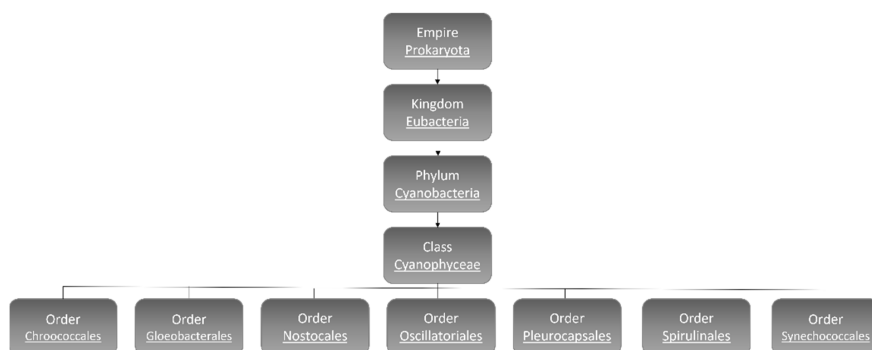 Empire
Prokaryota
Kingdom
Eubacteria
Phylum
Cyanobacteria
Class
Cyanophyceae
Order
Chroococcales
Order
Gloeobacterales
Order
Nostocales
Order
Oscillatoriales
Order
Pleurocapsales
Order
Spirulinales
Order
Synechococcales